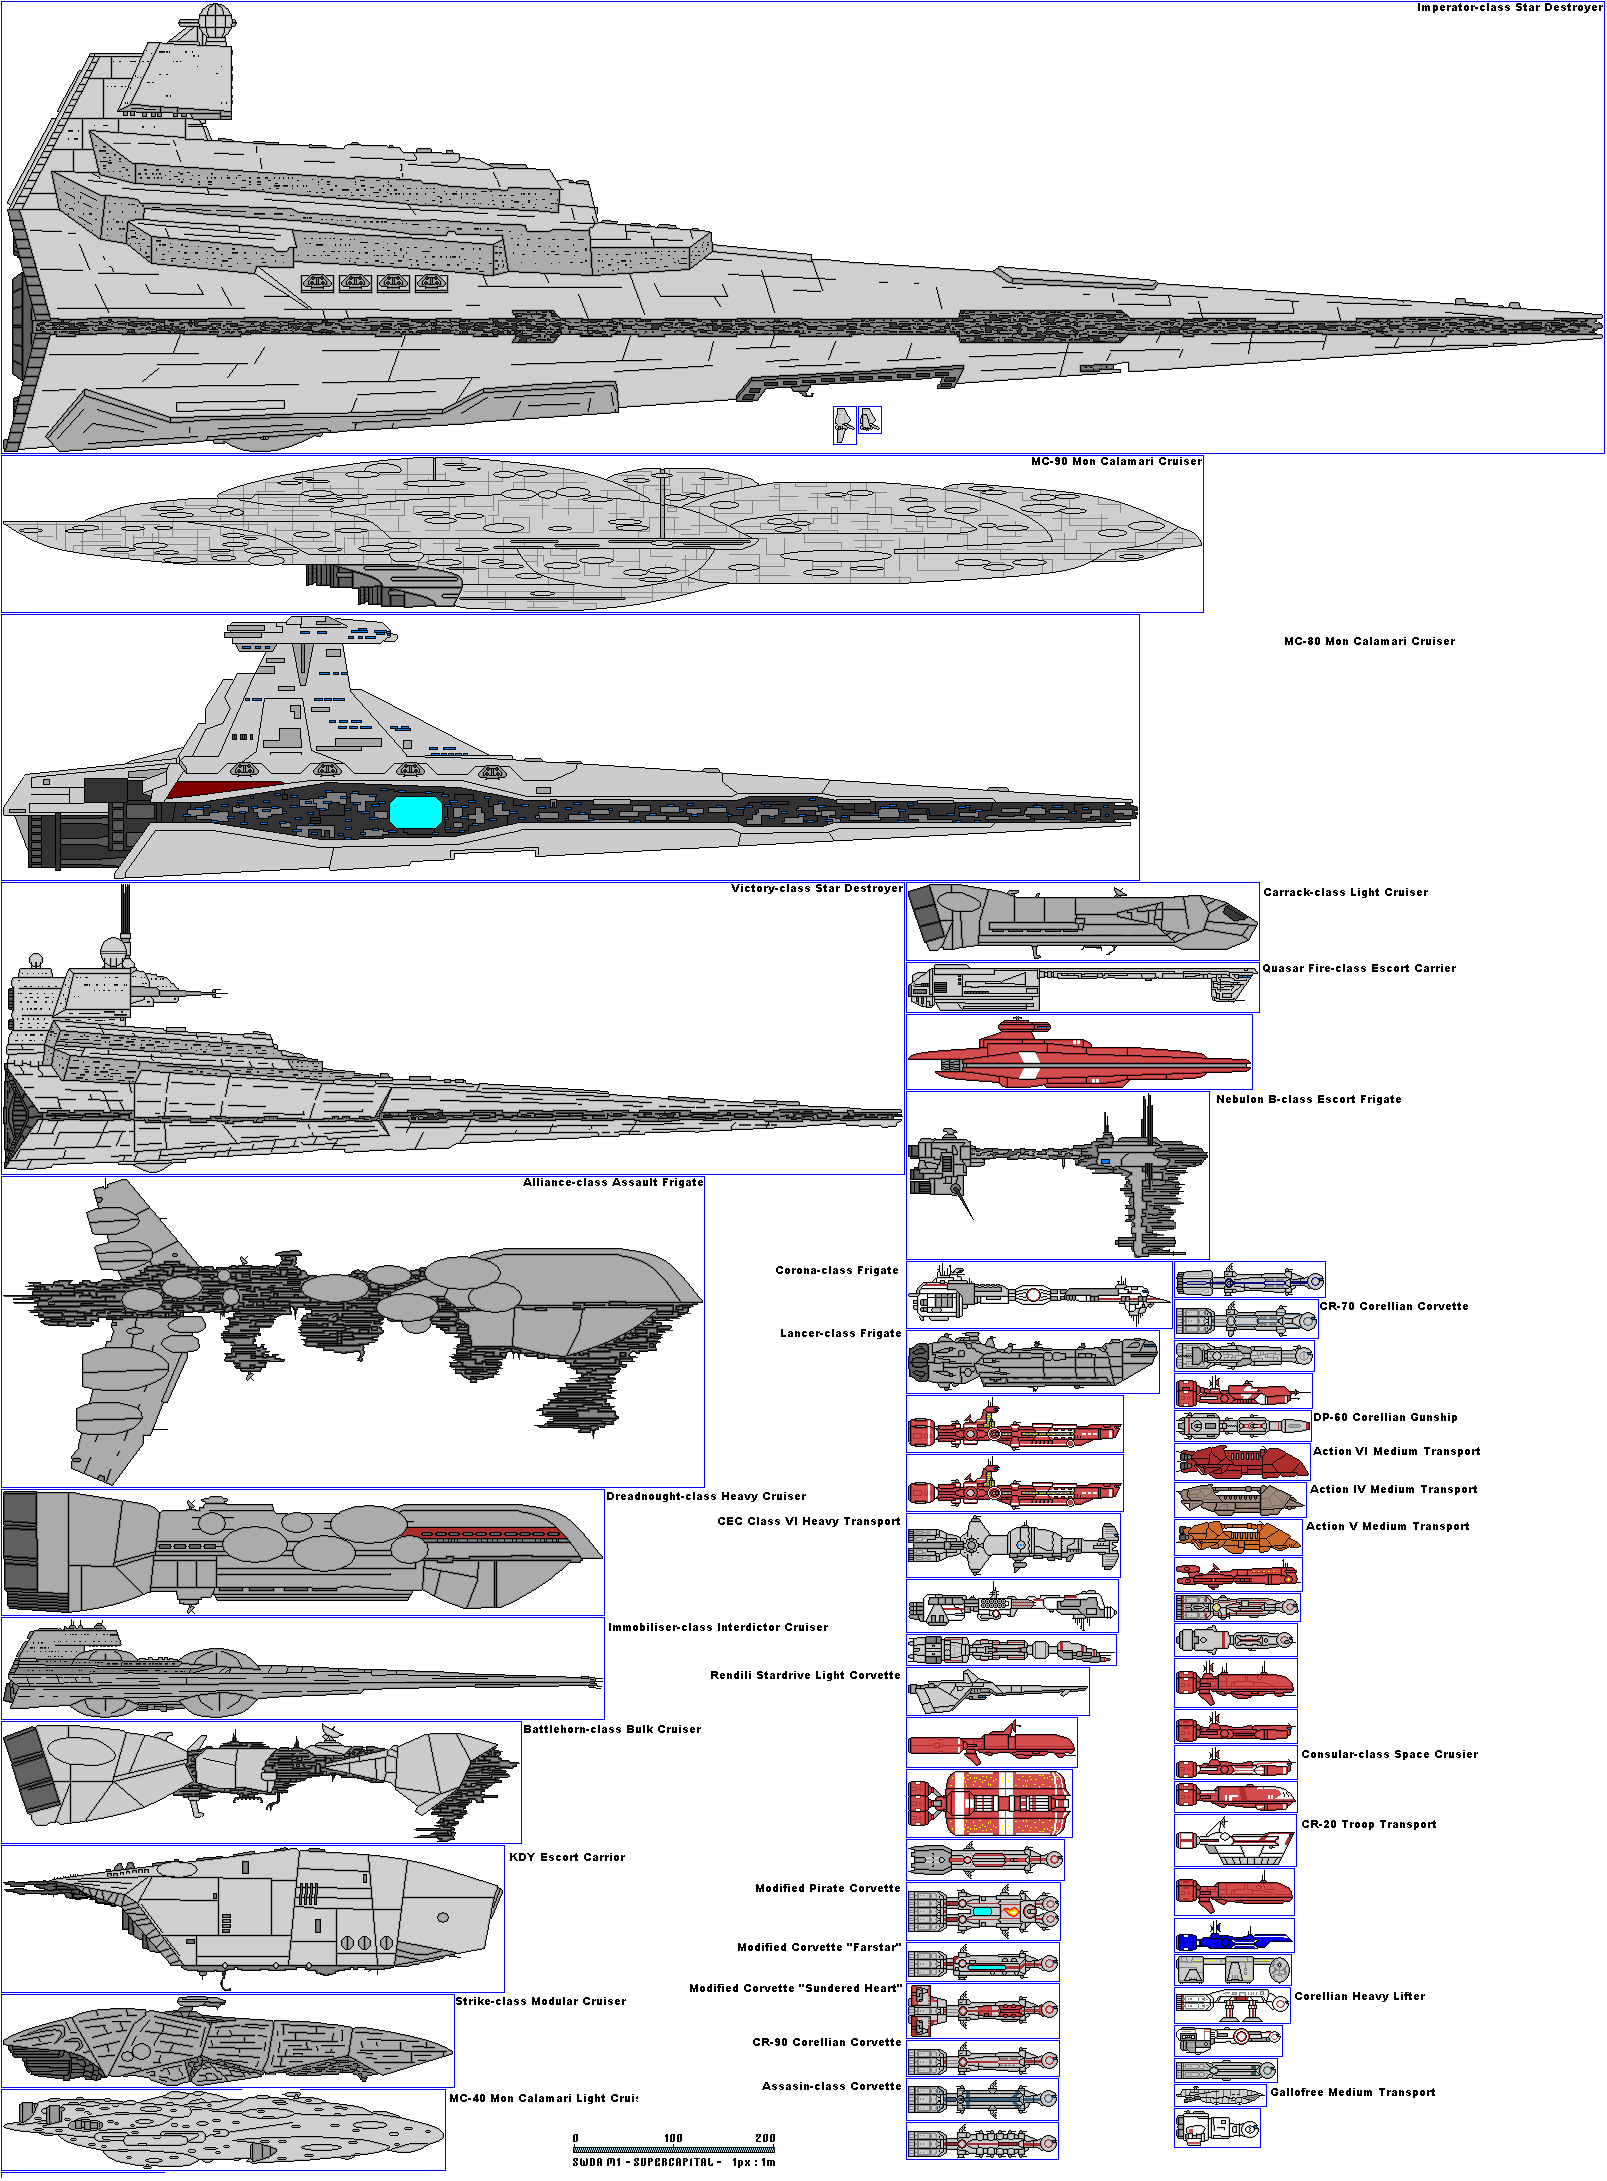 Imperator-class Star Destroyer
MC-90 Mon Calamari Cruiser
MC-80 Mon Calamari Cruiser
Victory-class Star Destroyer
Carrack-class Light Cruiser
Quasar Fire-class Escort Carrier
Nebulon B-class Escort Frigate
Alliance-class Assault Frigate
Corona-class Frigate
CR-70 Corellian Corvette
Lancer-class Frigate
DP-60 Corellian Gunship
Action VI Medium Transport
Action IV Medium Transport
Dreadnought-class Heavy Cruiser
CEC Class VI Heavy Transport
Action V Medium Transport
Immobiliser-class Interdictor Cruiser
Rendili Stardrive Light Corvette
Battlehorn-class Bulk Cruiser
Consular-class Space Crusier
CR-20 Troop Transport
KDY Escort Carrior
Modified Pirate Corvette
Modified Corvette "Farstar"
Modified Corvette "Sundered Heart"
Corellian Heavy Lifter
Strike-class Modular Cruiser
CR-90 Corellian Corvette
Assasin-class Corvette
Gallofree Medium Transport
MC-40 Mon Calamari Light Cruis
0 100 200
SWDA M1 - SUPERCAPITAL - 1px : 1m